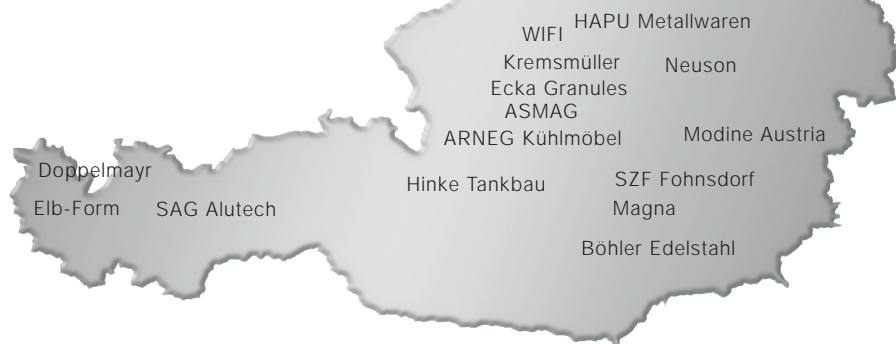 HAPU Metallwaren
WIFI
Kremsmüller
Neuson
Ecka Granules
ASMAG
Modine Austria
ARNEG Kühlmöbel
Doppelmayr
SZF Fohnsdorf
Hinke Tankbau
Elb-Form
SAG Alutech
Magna
Böhler Edelstahl